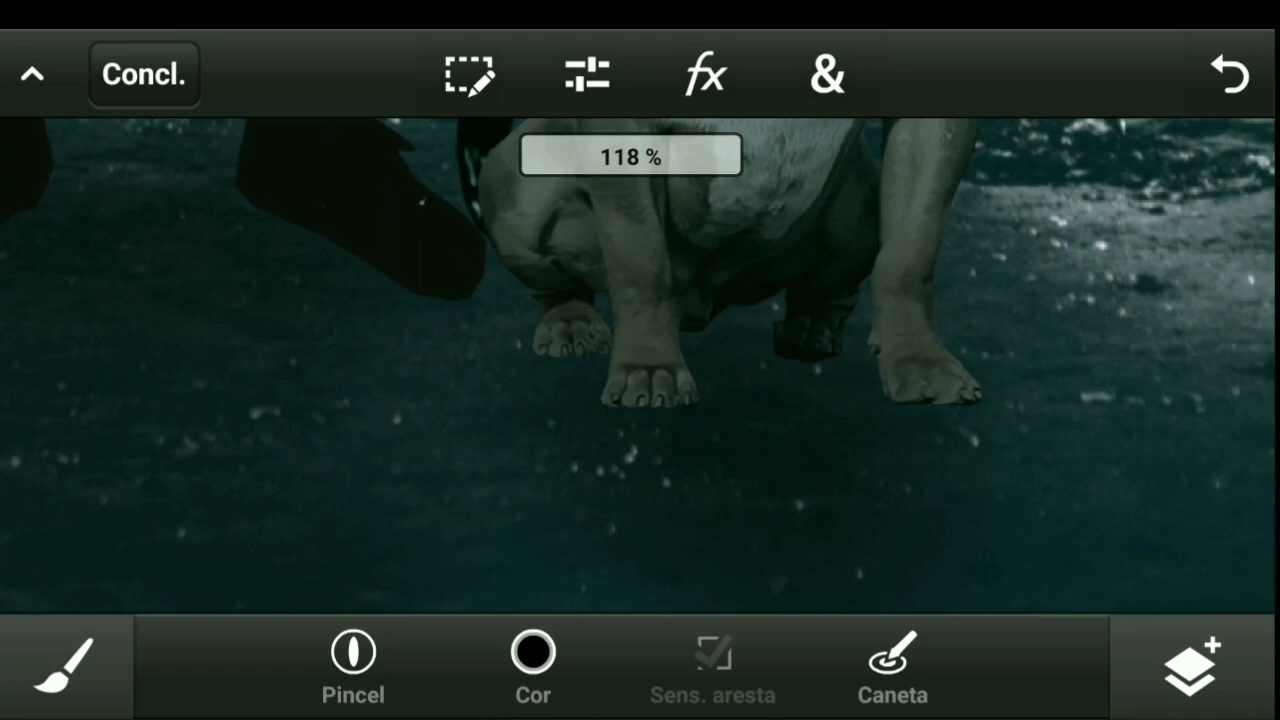 Concl.
fx
&
118 %
Pincel
Cor
Sens. aresta
Caneta